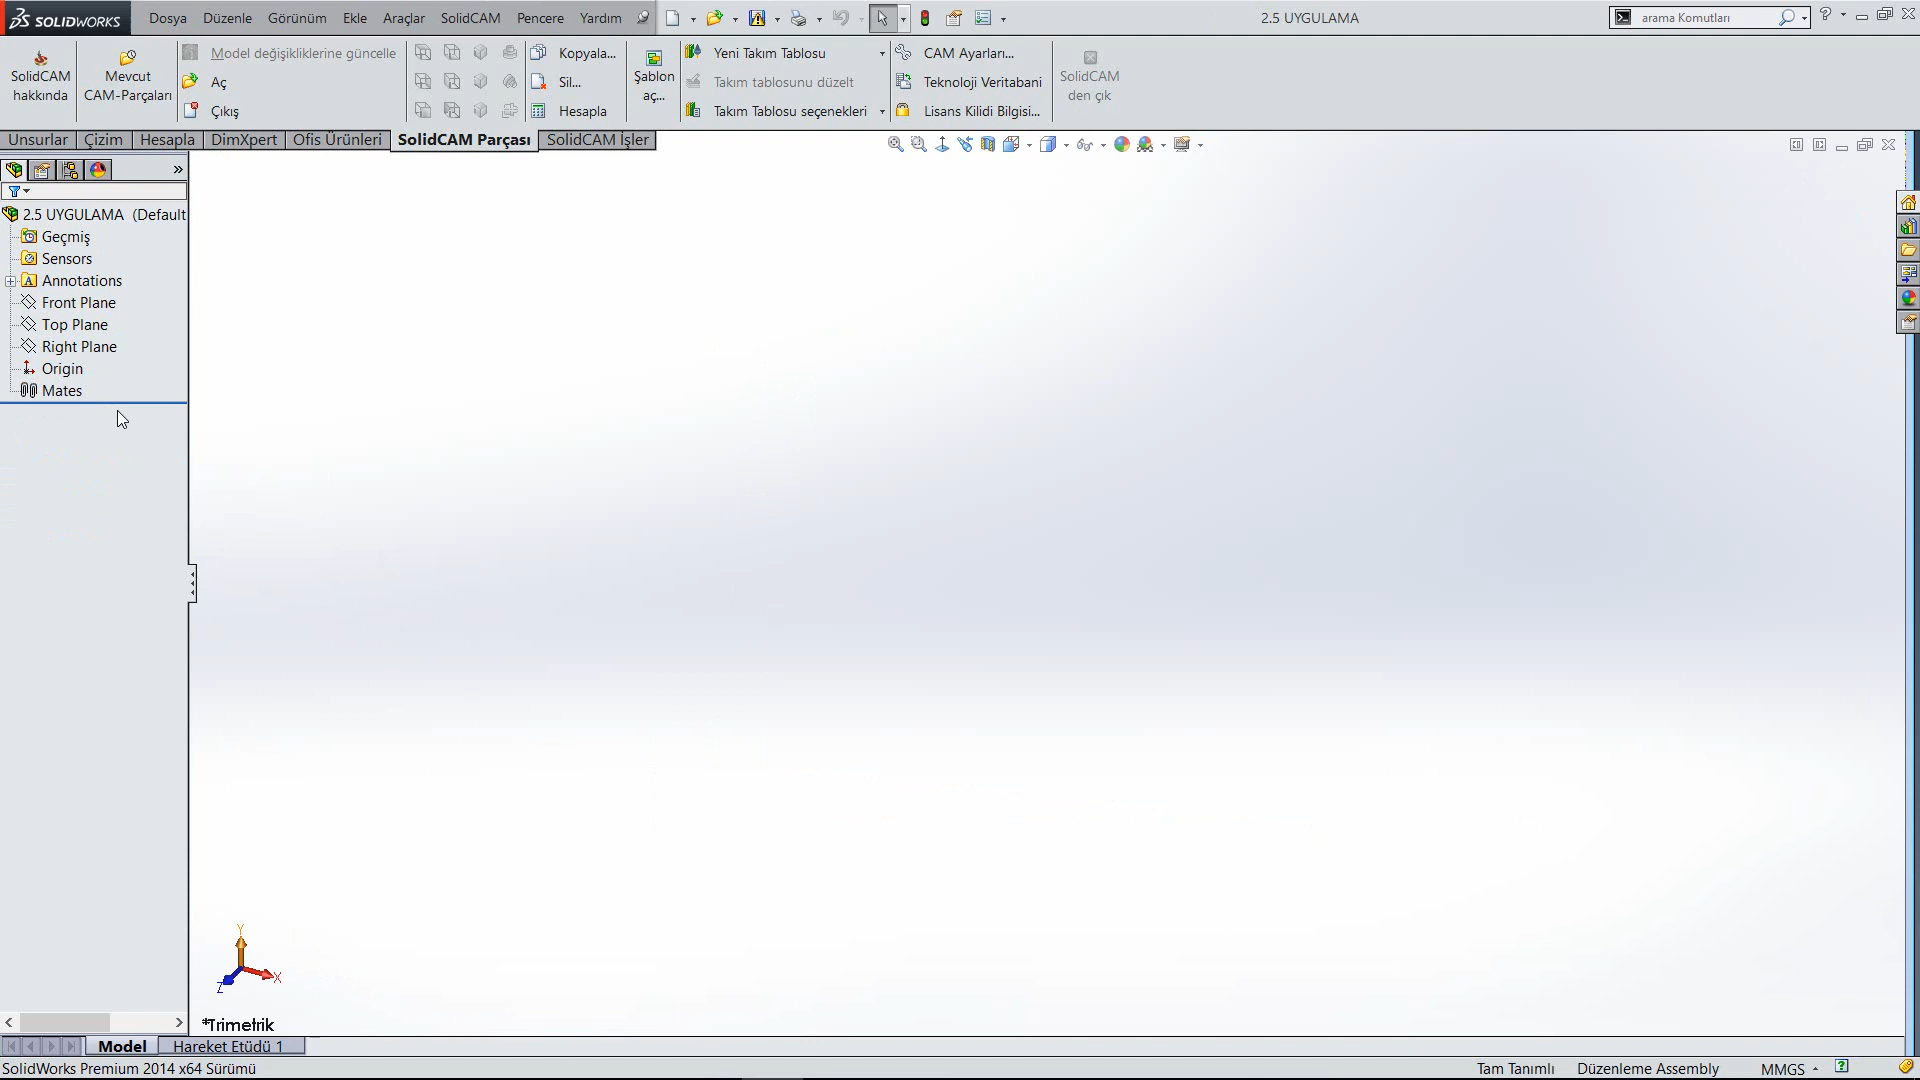 SOLIDWORKS Dosya Düzenle Görünüm Ekle Araçlar SolidCAM Pencere Yardım 2.5 UYGULAMA arama Komutları
SolidCAM hakkında
Mevcut CAM-Parçaları
Model değişikliklerine güncelle
Aç
Çıkış
Kopyala...
Sil...
Hesapla
Şablon aç...
Yeni Takım Tablosu
Takım tablosunu düzelt
Takım Tablosu seçenekleri
CAM Ayarları...
Teknoloji Veritabani
Lisans Kilidi Bilgisi...
SolidCAM den çık
Unsurlar Çizim Hesapla DimXpert Ofis Ürünleri SolidCAM Parçası SolidCAM İşler
2.5 UYGULAMA (Default
Geçmiş
Sensors
Annotations
Front Plane
Top Plane
Right Plane
Origin
Mates
Y
X
Z
*Trimetrik
Model Hareket Etüdü 1
SolidWorks Premium 2014 x64 Sürümü Tam Tanımlı Düzenleme Assembly MMGS